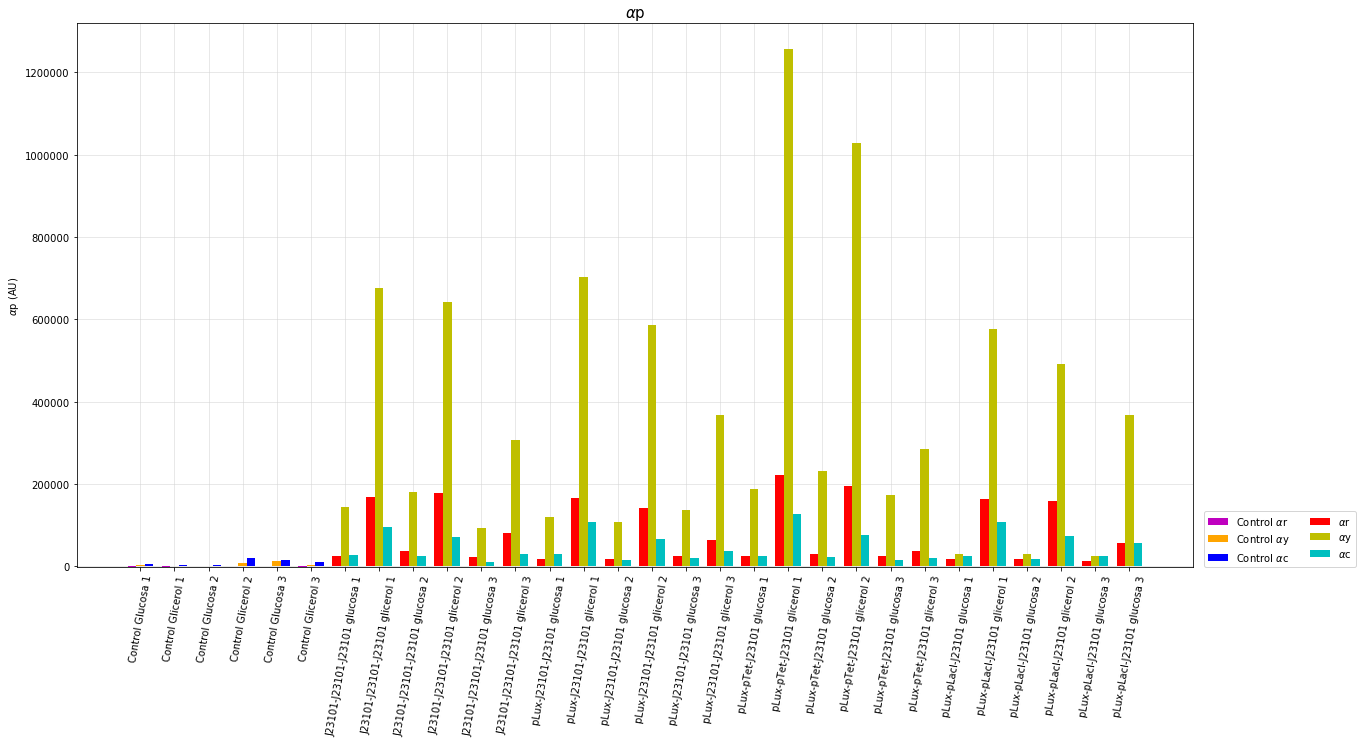 αp
αp (AU)
1200000
1000000
800000
600000
400000
200000
0
Control Glucosa 1
Control Glicerol 1
Control Glucosa 2
Control Glicerol 2
Control Glucosa 3
Control Glicerol 3
J23101-J23101-J23101 glucosa 1
J23101-J23101-J23101 glicerol 1
J23101-J23101-J23101 glucosa 2
J23101-J23101-J23101 glicerol 2
J23101-J23101-J23101 glucosa 3
J23101-J23101-J23101 glicerol 3
pLux-J23101-J23101 glucosa 1
pLux-J23101-J23101 glicerol 1
pLux-J23101-J23101 glucosa 2
pLux-J23101-J23101 glicerol 2
pLux-J23101-J23101 glucosa 3
pLux-J23101-J23101 glicerol 3
pLux-pTet-J23101 glucosa 1
pLux-pTet-J23101 glicerol 1
pLux-pTet-J23101 glucosa 2
pLux-pTet-J23101 glicerol 2
pLux-pTet-J23101 glucosa 3
pLux-pTet-J23101 glicerol 3
pLux-pLacI-J23101 glucosa 1
pLux-pLacI-J23101 glicerol 1
pLux-pLacI-J23101 glucosa 2
pLux-pLacI-J23101 glicerol 2
pLux-pLacI-J23101 glucosa 3
pLux-pLacI-J23101 glucosa 3
Control αr
Control αy
Control αc
αr
αy
αc